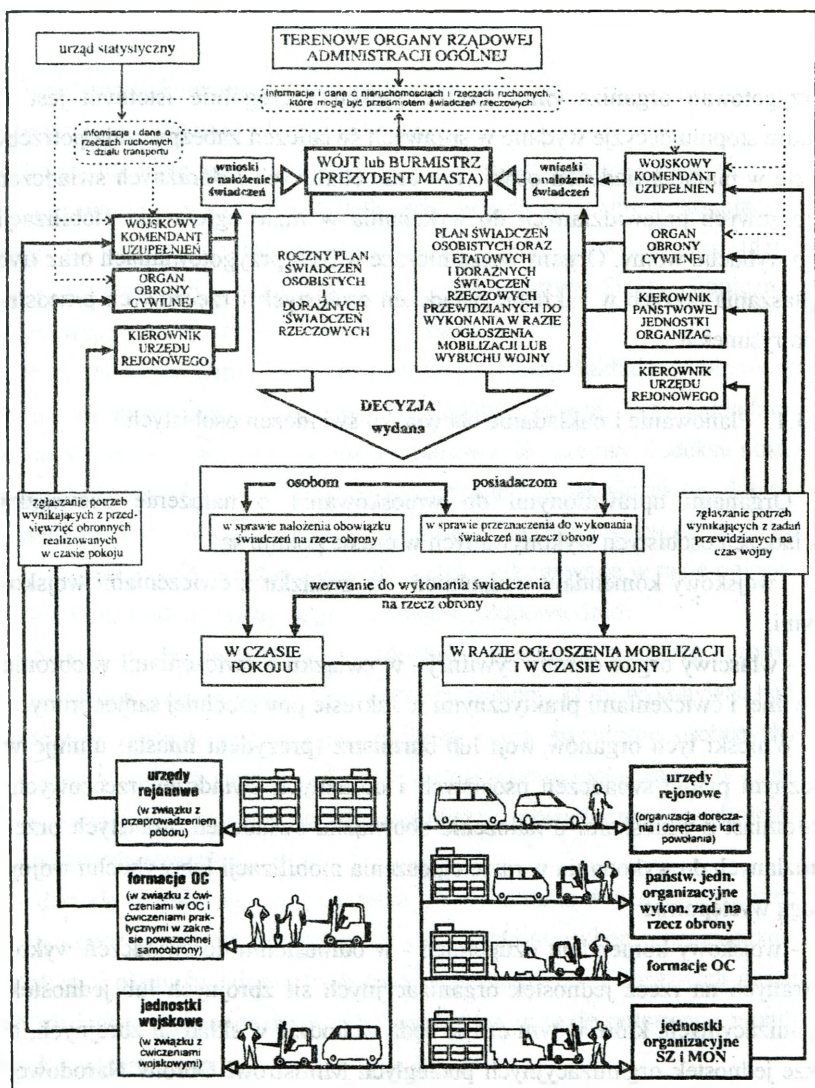 urząd statystyczny
TERENOWE ORGANY RZĄDOWEJ
ADMINISTRACJI OGÓLNEJ
informacje i dane o nieruchomościach i rzeczach ruchomych,
które mogą być przedmiotem świadczeń rzeczowych
informacje i dane o
rzeczach ruchomych
z działu transportu
wnioski
o nałożenie
świadczeń
WÓJT lub BURMISTRZ
(PREZYDENT MIASTA)
wnioski
o nałożenie
świadczeń
WOJSKOWY
KOMENDANT
UZUPEŁNIEŃ
WOJSKOWY
KOMENDANT
UZUPEŁNIEŃ
ORGAN
OBRONY
CYWILNEJ
KIEROWNIK
URZĘDU
REJONOWEGO
ROCZNY PLAN
ŚWIADCZEŃ
OSOBISTYCH
I
DORAŹNYCH
ŚWIADCZEŃ
RZECZOWYCH
PLAN ŚWIADCZEŃ
OSOBISTYCH ORAZ
ETATOWYCH
I DORAŹNYCH
ŚWIADCZEŃ
RZECZOWYCH
PRZEWIDZIANYCH DO
WYKONANIA W RAZIE
OGŁOSZENIA
MOBILIZACJI LUB
WYBUCHU WOJNY
ORGAN
OBRONY
CYWILNEJ
KIEROWNIK
PAŃSTWOWEJ
JEDNOSTKI
ORGANIZAC.
KIEROWNIK
URZĘDU
REJONOWEGO
DECYZJA
wydana
osobom
posiadaczom
w sprawie nałożenia obowiązku
świadczeń na rzecz obrony
w sprawie przeznaczenia do wykonania
świadczeń na rzecz obrony
zgłaszanie potrzeb
wynikających z przed-
sięwzięć obronnych
realizowanych
w czasie pokoju
zgłaszanie potrzeb
wynikających z zadań
przewidzianych na
czas wojny
wezwanie do wykonania świadczenia
na rzecz obrony
W CZASIE
POKOJU
W RAZIE OGŁOSZENIA MOBILIZACJI
I W CZASIE WOJNY
urzędy
rejonowe
(w związku z
przeprowadzeniem
poboru)
formacje OC
(w związku z ćwi-
czeniami w OC i
ćwiczeniami prak-
tycznymi w zakre-
sie powszechnej
samoobrony)
jednostki
wojskowe
(w związku z
ćwiczeniami
wojskowymi)
urzędy
rejonowe
(organizacja doręcza-
nia i doręczanie kart
powołania)
państw. jedn.
organizacyjne
wykon. zad. na
rzecz obrony
formacje OC
jednostki
organizacyjne
SZ i MON